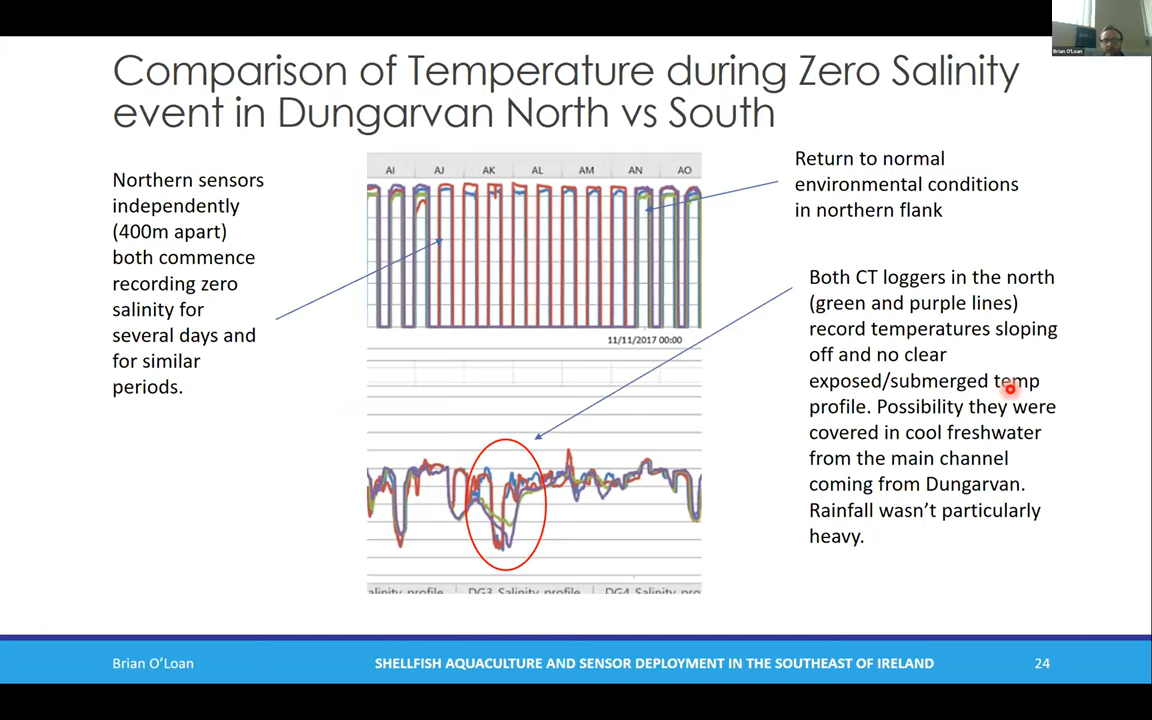 Brian O'Loan
Comparison of Temperature during Zero Salinity
event in Dungarvan North vs South
Northern sensors
independently
(400m apart)
both commence
recording zero
salinity for
several days and
for similar
periods.
AI AJ AK AL AM AN AO
11/11/2017 00:00
Return to normal
environmental conditions
in northern flank
Both CT loggers in the north
(green and purple lines)
record temperatures sloping
off and no clear
exposed/submerged temp
profile. Possibility they were
covered in cool freshwater
from the main channel
coming from Dungarvan.
Rainfall wasn't particularly
heavy.
alinity profile DG3 Salinity profile DG4 Salinity pro
Brian O'Loan
SHELLFISH AQUACULTURE AND SENSOR DEPLOYMENT IN THE SOUTHEAST OF IRELAND
24